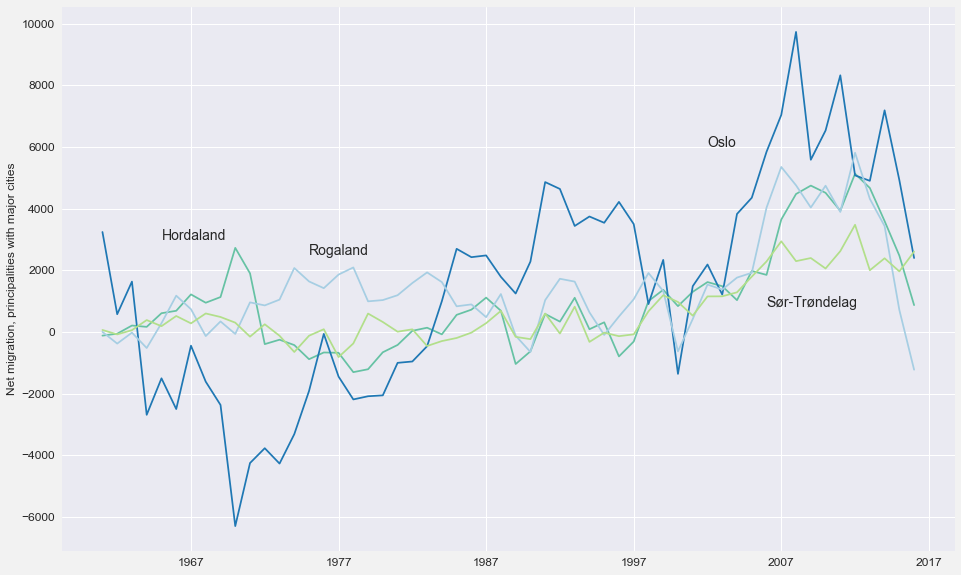 10000
8000
6000
4000
2000
0
−2000
−4000
−6000
Net migration, principalities with major cities
Oslo
Hordaland
Rogaland
Sør-Trøndelag
1967 1977 1987 1997 2007 2017